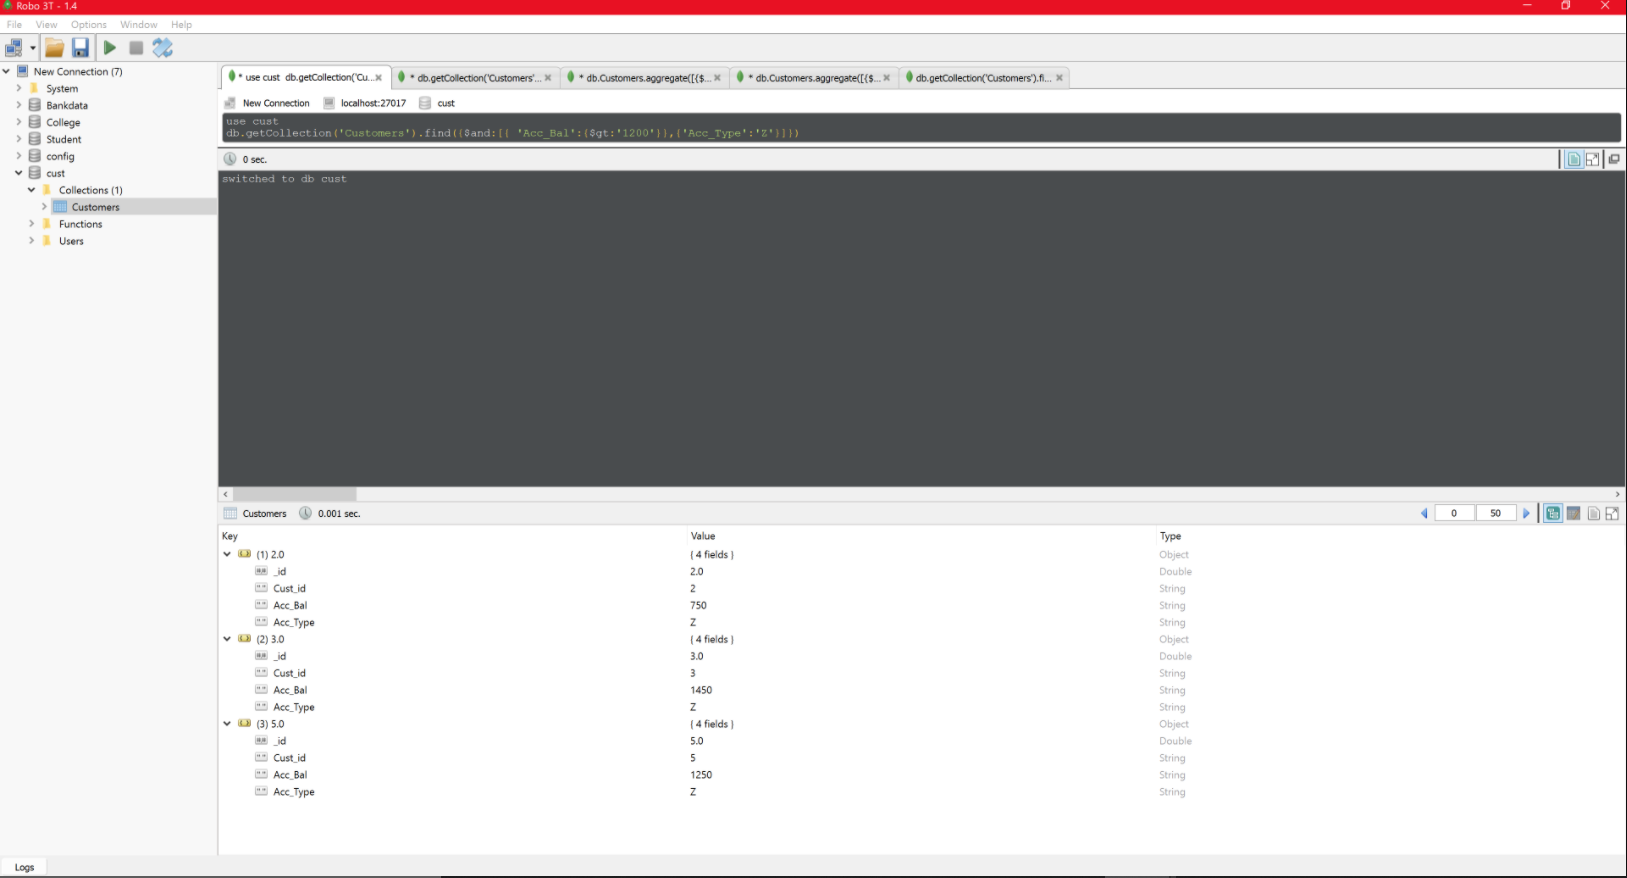 Robo 3T - 1.4
File View Options Window Help
New Connection (7)
System
Bankdata
College
Student
config
cust
Collections (1)
Customers
Functions
Users
* use cust db.getCollection('Cu...
* db.getCollection('Customers'...
* db.Customers.aggregate([{$...
* db.Customers.aggregate([{$...
db.getCollection('Customers').fi...
New Connection localhost:27017 cust
use cust
db.getCollection('Customers').find({$and:[{ 'Acc_Bal':{$gt:'1200'}},{'Acc_Type':'Z'}]})
0 sec.
switched to db cust
Customers 0.001 sec. 0 50
Key Value Type
(1) 2.0 { 4 fields } Object
_id 2.0 Double
Cust_id 2 String
Acc_Bal 750 String
Acc_Type Z String
(2) 3.0 { 4 fields } Object
_id 3.0 Double
Cust_id 3 String
Acc_Bal 1450 String
Acc_Type Z String
(3) 5.0 { 4 fields } Object
_id 5.0 Double
Cust_id 5 String
Acc_Bal 1250 String
Acc_Type Z String
Logs